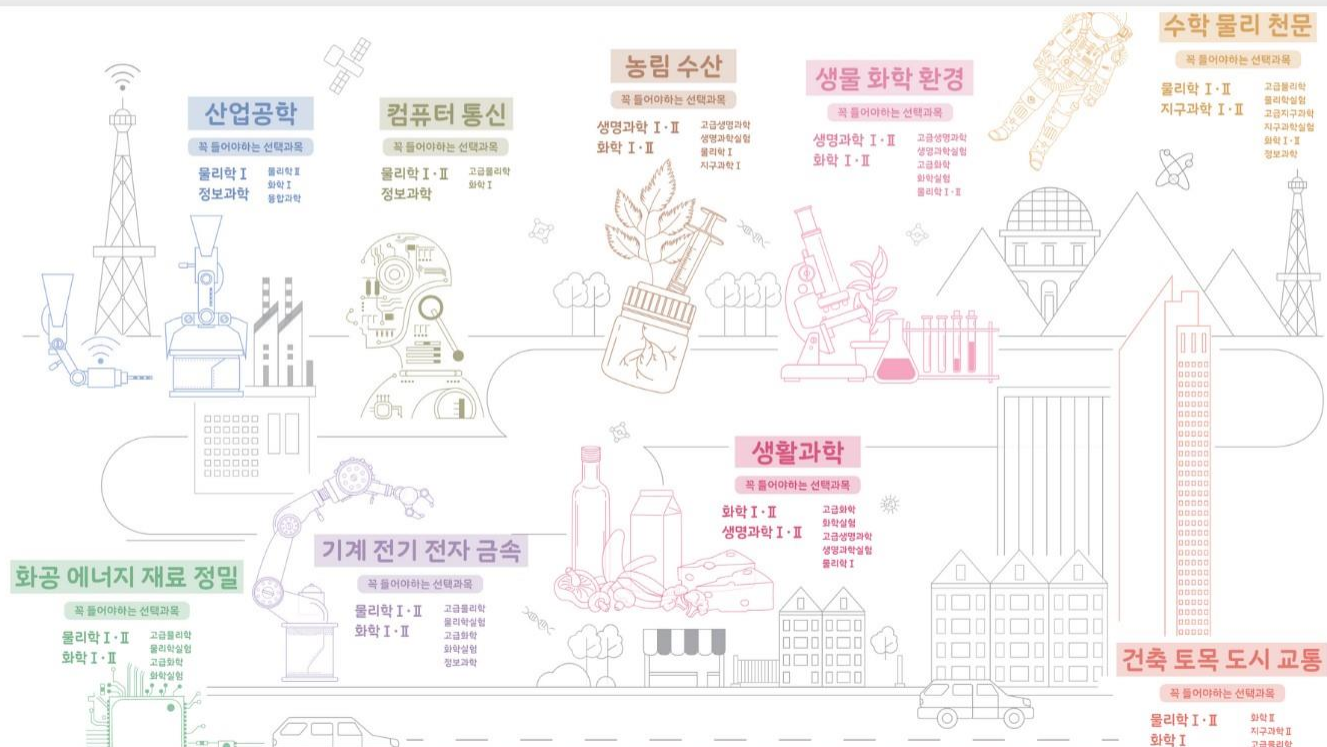 산업공학
꼭 들어야하는 선택과목
물리학 I
정보과학
물리학 Ⅱ
화학 I
융합과학
컴퓨터 통신
꼭 들어야하는 선택과목
물리학 I·Ⅱ
정보과학
고급물리학
화학 I
농림 수산
꼭 들어야하는 선택과목
생명과학 I·Ⅱ
화학 I·Ⅱ
고급생명과학
생명과학실험
물리학 I
지구과학 I
생물 화학 환경
꼭 들어야하는 선택과목
생명과학 I·Ⅱ
화학 I·Ⅱ
고급생명과학
생명과학실험
고급화학
화학실험
물리학 I·Ⅱ
수학 물리 천문
꼭 들어야하는 선택과목
물리학 I·Ⅱ
지구과학 I·Ⅱ
고급물리학
물리학실험
고급지구과학
지구과학실험
화학 I·Ⅱ
정보과학
생활과학
꼭 들어야하는 선택과목
화학 I·Ⅱ
생명과학 I·Ⅱ
고급화학
화학실험
고급생명과학
생명과학실험
물리학 I
화공 에너지 재료 정밀
꼭 들어야하는 선택과목
물리학 I·Ⅱ
화학 I·Ⅱ
고급물리학
물리학실험
고급화학
화학실험
기계 전기 전자 금속
꼭 들어야하는 선택과목
물리학 I·Ⅱ
화학 I·Ⅱ
고급물리학
물리학실험
고급화학
화학실험
정보과학
건축 토목 도시 교통
꼭 들어야하는 선택과목
물리학 I·Ⅱ
화학 I
화학 Ⅱ
지구과학 Ⅱ
고급물리학